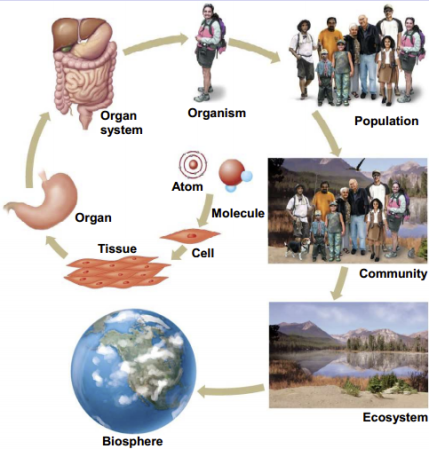 Atom
Molecule
Cell
Tissue
Organ
Organ
system
Organism
Population
Community
Ecosystem
Biosphere